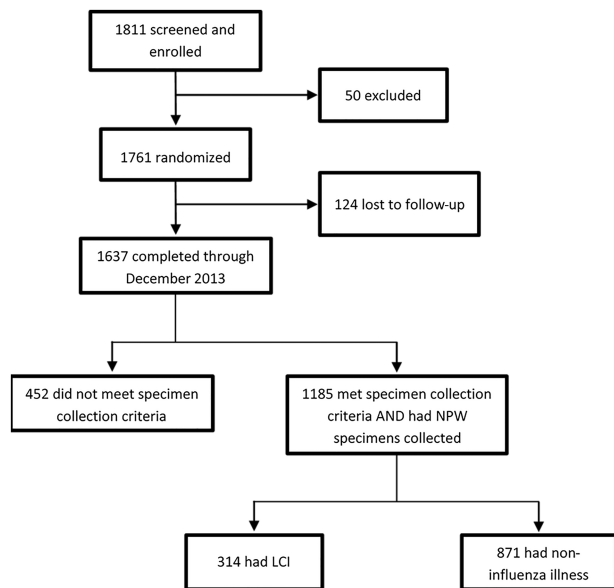 1811 screened and
enrolled
50 excluded
1761 randomized
124 lost to follow-up
1637 completed through
December 2013
452 did not meet specimen
collection criteria
1185 met specimen collection
criteria AND had NPW
specimens collected
314 had LCI
871 had non-
influenza illness